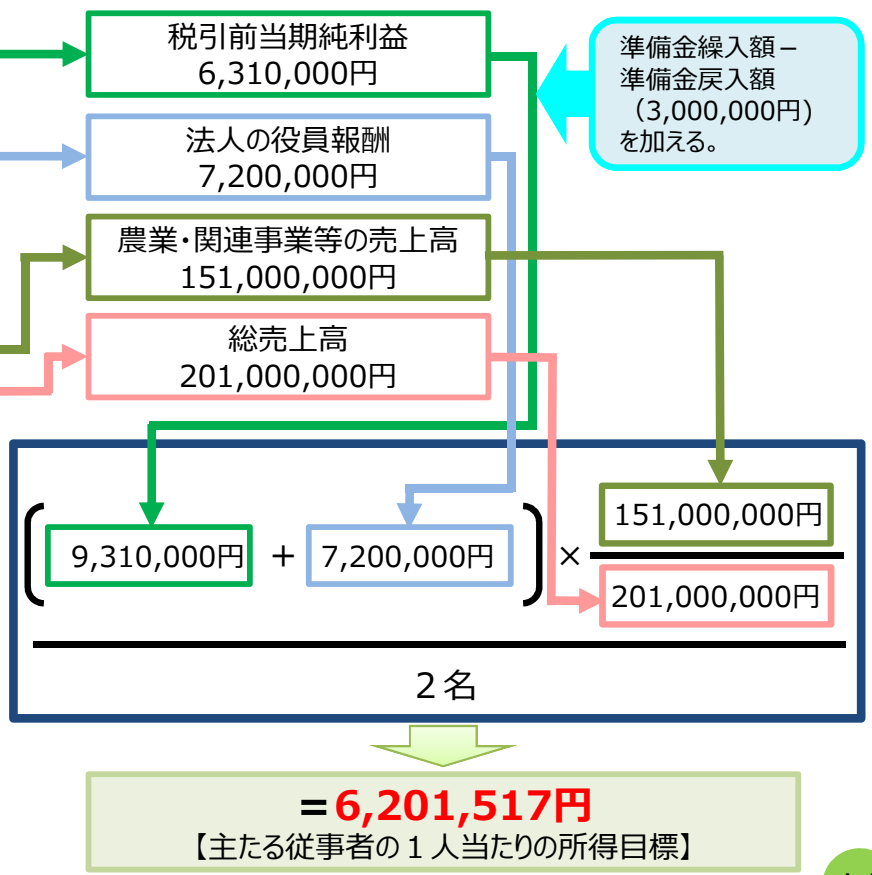 税引前当期純利益
6,310,000円
準備金繰入額－
準備金戻入額
（3,000,000円)
を加える。
法人の役員報酬
7,200,000円
農業・関連事業等の売上高
151,000,000円
総売上高
201,000,000円
9,310,000円 + 7,200,000円 × 151,000,000円
201,000,000円
２名
＝6,201,517円
【主たる従事者の１人当たりの所得目標】